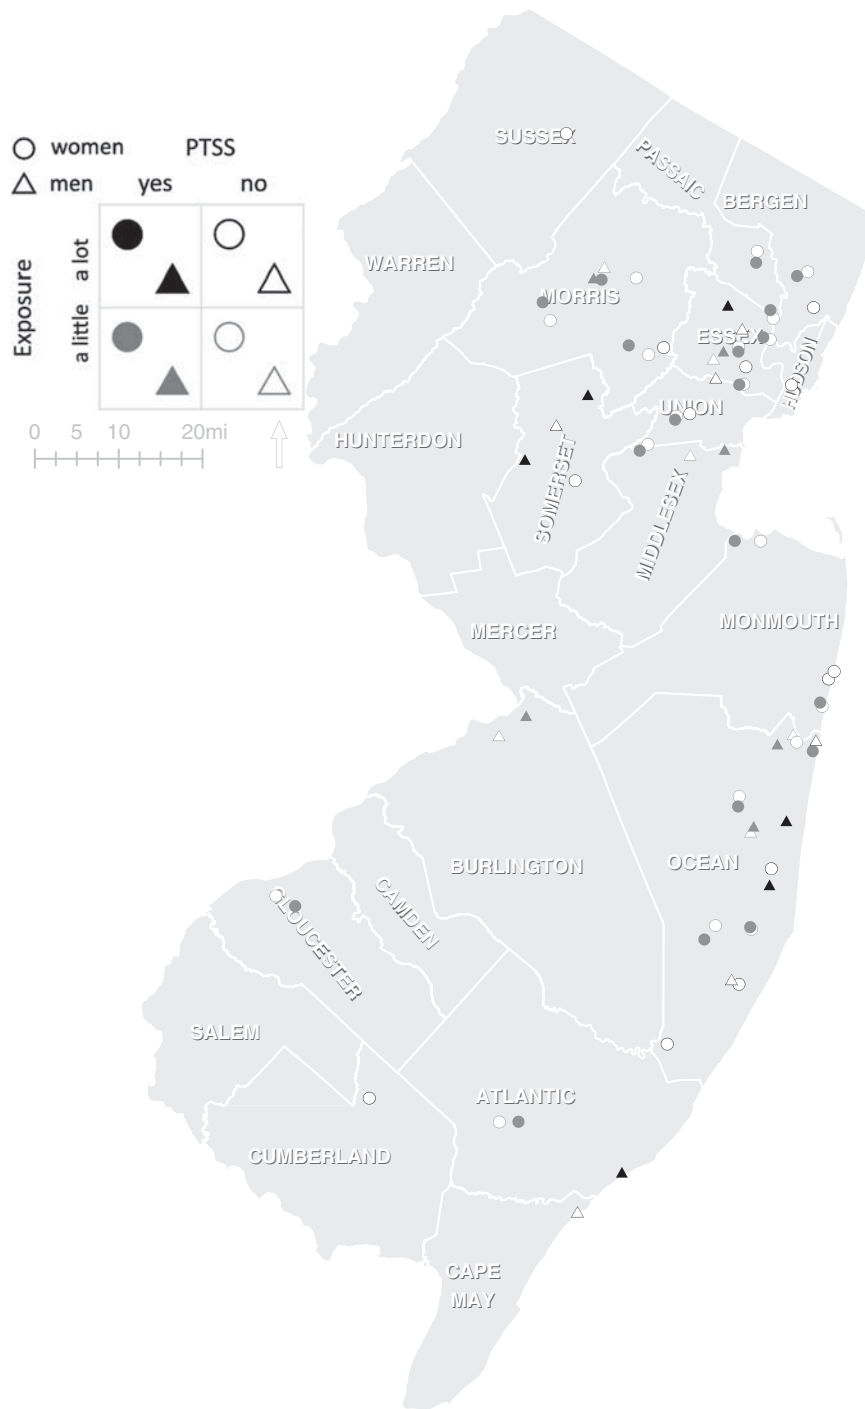 women PTSS
men yes no
Exposure
a lot
a little
0 5 10 20mi
SUSSEX
PASSAIC
BERGEN
WARREN
MORRIS
ESSEX
HUDSON
UNION
HUNTERDON
SOMERSET
MIDDLESEX
MERCER
MONMOUTH
BURLINGTON
OCEAN
CAMDEN
GLOUCESTER
SALEM
ATLANTIC
CUMBERLAND
CAPE
MAY